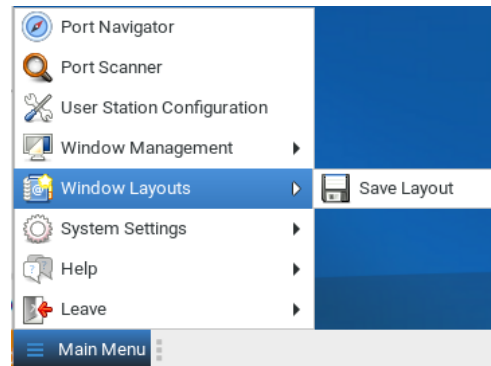 Port Navigator
Port Scanner
User Station Configuration
Window Management
Window Layouts
Save Layout
System Settings
Help
Leave
Main Menu